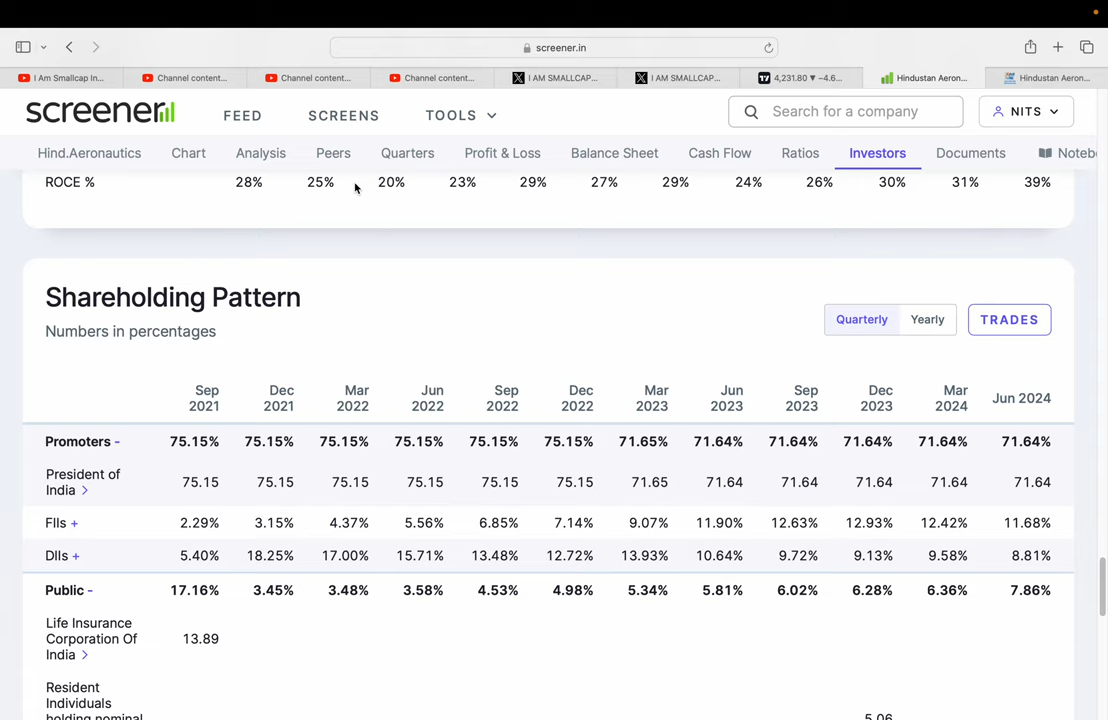 screener.in
I Am Smallcap In...
Channel content...
Channel content...
Channel content...
I AM SMALLCAP...
I AM SMALLCAP...
4,231.80 ▼ −4.6...
Hindustan Aeron...
Hindustan Aeron...
screener
FEED SCREENS TOOLS
Search for a company
NITS
Hind.Aeronautics Chart Analysis Peers Quarters Profit & Loss Balance Sheet Cash Flow Ratios Investors Documents Noteb
ROCE % 28% 25% 20% 23% 29% 27% 29% 24% 26% 30% 31% 39%
Shareholding Pattern
Numbers in percentages
Quarterly Yearly TRADES
Sep 2021 Dec 2021 Mar 2022 Jun 2022 Sep 2022 Dec 2022 Mar 2023 Jun 2023 Sep 2023 Dec 2023 Mar 2024 Jun 2024
Promoters - 75.15% 75.15% 75.15% 75.15% 75.15% 75.15% 71.65% 71.64% 71.64% 71.64% 71.64% 71.64%
President of
India > 75.15 75.15 75.15 75.15 75.15 75.15 71.65 71.64 71.64 71.64 71.64 71.64
FIIs + 2.29% 3.15% 4.37% 5.56% 6.85% 7.14% 9.07% 11.90% 12.63% 12.93% 12.42% 11.68%
DIIs + 5.40% 18.25% 17.00% 15.71% 13.48% 12.72% 13.93% 10.64% 9.72% 9.13% 9.58% 8.81%
Public - 17.16% 3.45% 3.48% 3.58% 4.53% 4.98% 5.34% 5.81% 6.02% 6.28% 6.36% 7.86%
Life Insurance
Corporation Of 13.89
India >
Resident
Individuals
holding nominal 5.06